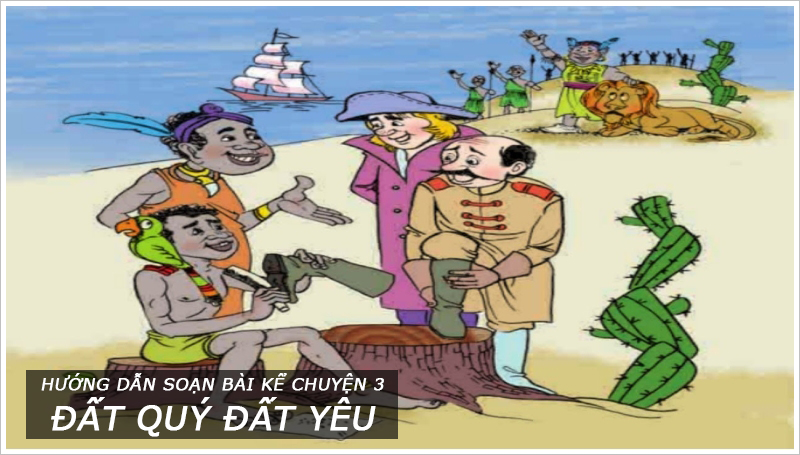 HƯỚNG DẪN SOẠN BÀI KỂ CHUYỆN 3
ĐẤT QUÝ ĐẤT YÊU